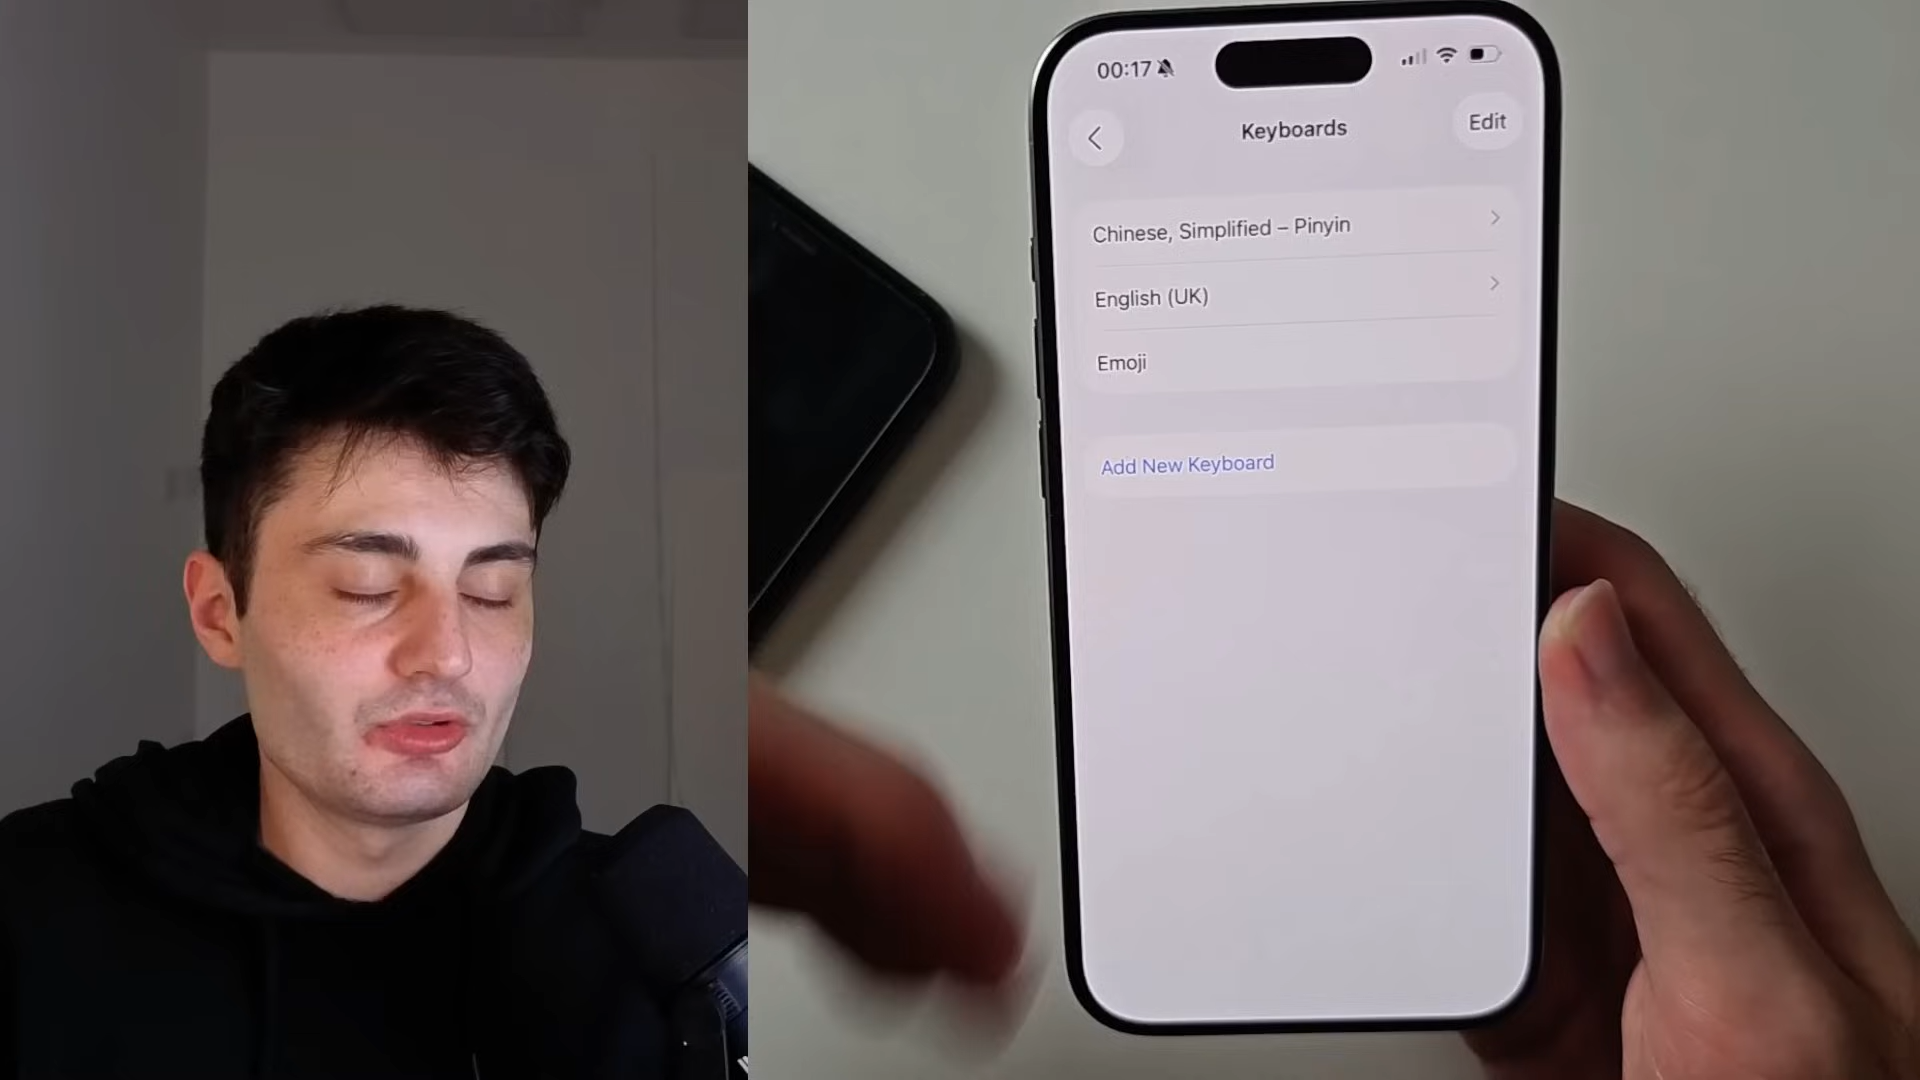 00:17
Keyboards
Edit
Chinese, Simplified – Pinyin
English (UK)
Emoji
Add New Keyboard